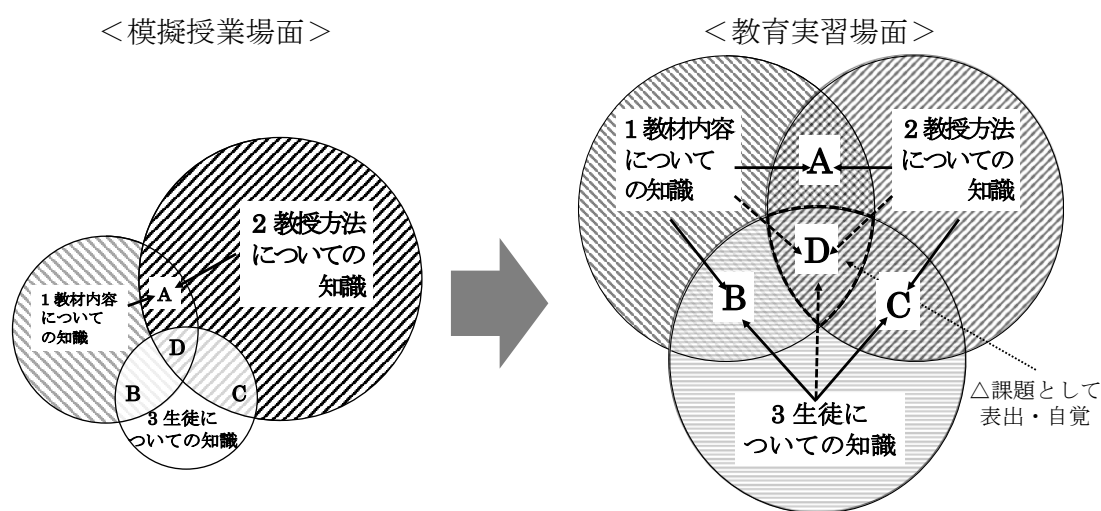 ＜模擬授業場面＞
＜教育実習場面＞
2 教授方法
についての
知識
1 教材内容
について
の知識
A
D
B
C
3 生徒に
ついての知識
1 教材内容
について
の知識
A
2 教授方法
についての
知識
D
B
C
△課題として
表出・自覚
3 生徒に
ついての知識